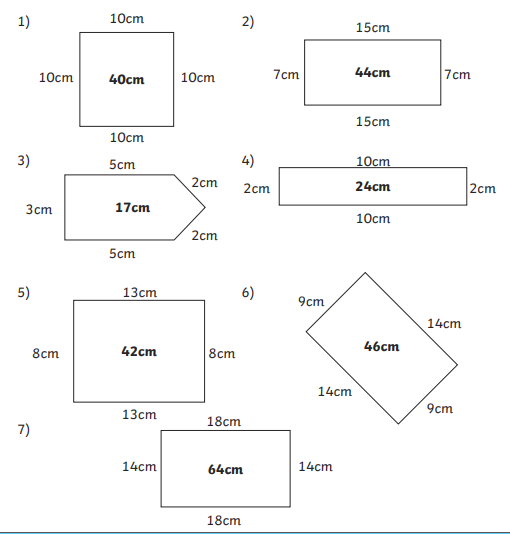 1)
10cm
10cm 40cm 10cm
10cm
2)
15cm
7cm 44cm 7cm
15cm
3)
5cm
2cm
3cm 17cm
2cm
5cm
4)
10cm
2cm 24cm 2cm
10cm
5)
13cm
8cm 42cm 8cm
13cm
6)
9cm
14cm
46cm
14cm
9cm
7)
18cm
14cm 64cm 14cm
18cm